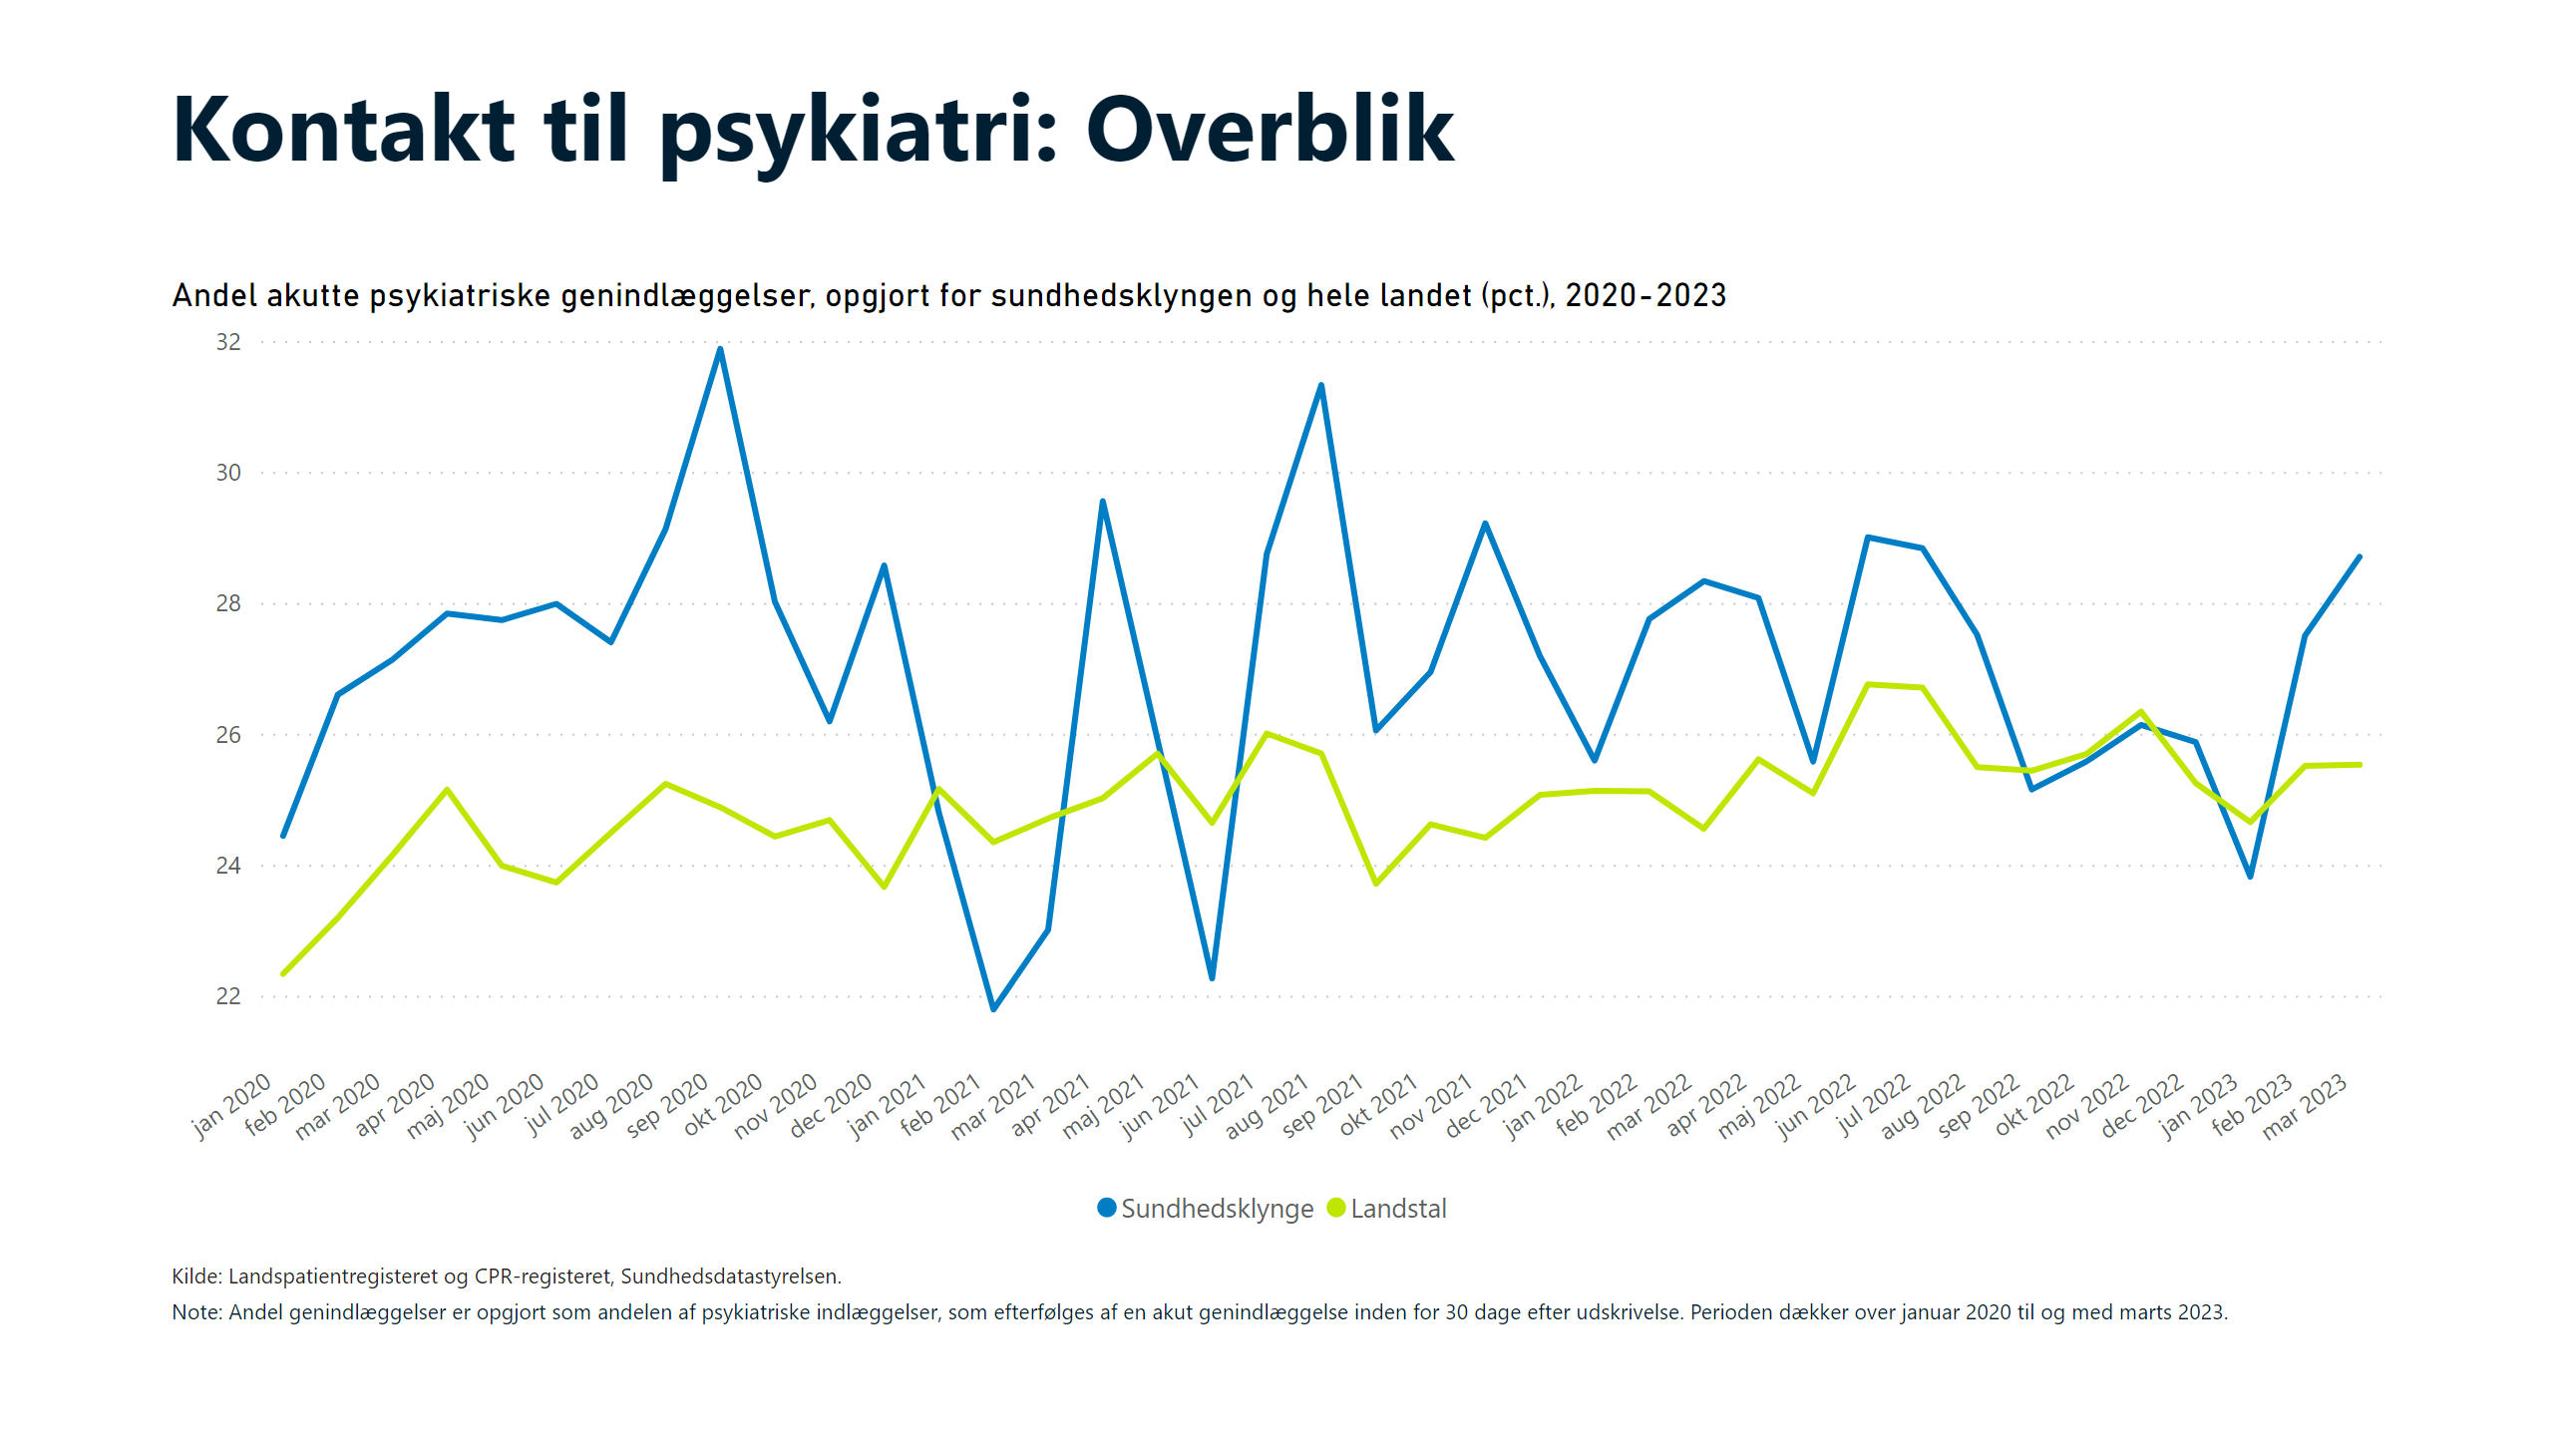 Kontakt til psykiatri: Overblik
Andel akutte psykiatriske genindlæggelser, opgjort for sundhedsklyngen og hele landet (pct.), 2020-2023
32
30
28
26
24
22
jan 2020
feb 2020
mar 2020
apr 2020
maj 2020
jun 2020
jul 2020
aug 2020
sep 2020
okt 2020
nov 2020
dec 2020
jan 2021
feb 2021
mar 2021
apr 2021
maj 2021
jun 2021
jul 2021
aug 2021
sep 2021
okt 2021
nov 2021
dec 2021
jan 2022
feb 2022
mar 2022
apr 2022
maj 2022
jun 2022
jul 2022
aug 2022
sep 2022
okt 2022
nov 2022
dec 2022
jan 2023
feb 2023
mar 2023
Sundhedsklynge Landstal
Kilde: Landspatientregisteret og CPR-registeret, Sundhedsdatastyrelsen.
Note: Andel genindlæggelser er opgjort som andelen af psykiatriske indlæggelser, som efterfølges af en akut genindlæggelse inden for 30 dage efter udskrivelse. Perioden dækker over januar 2020 til og med marts 2023.